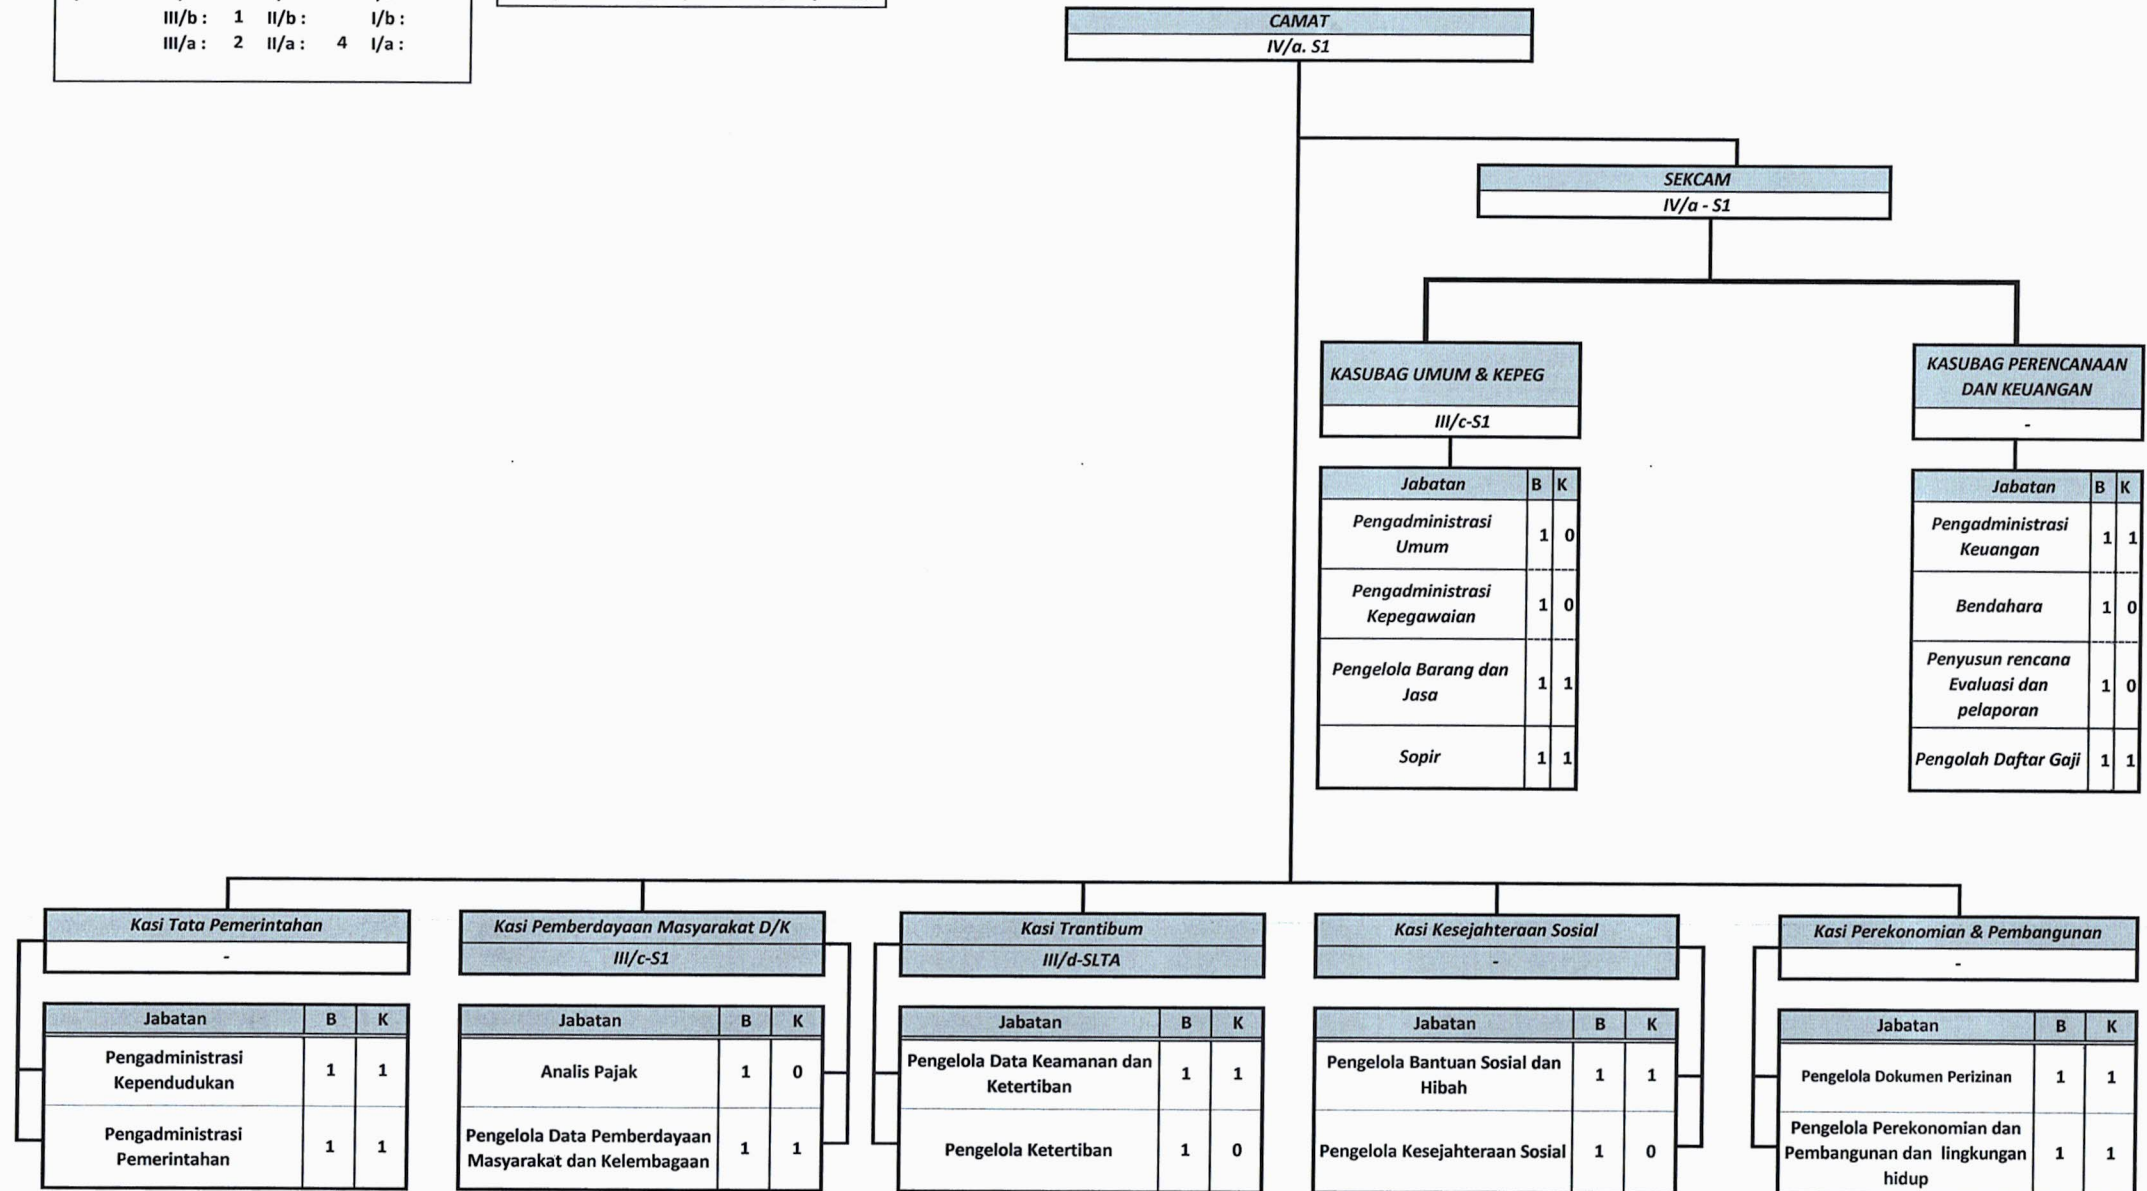 III/b : 1 II/b : I/b :
III/a : 2 II/a : 4 I/a :
CAMAT
IV/a. S1
SEKCAM
IV/a - S1
KASUBAG UMUM & KEPEG
III/c-S1
Jabatan B K
Pengadministrasi
Umum 1 0
Pengadministrasi
Kepegawaian 1 0
Pengelola Barang dan
Jasa 1 1
Sopir 1 1
KASUBAG PERENCANAAN
DAN KEUANGAN
-
Jabatan B K
Pengadministrasi
Keuangan 1 1
Bendahara 1 0
Penyusun rencana
Evaluasi dan 1 0
pelaporan
Pengolah Daftar Gaji 1 1
Kasi Tata Pemerintahan
-
Jabatan B K
Pengadministrasi
Kependudukan 1 1
Pengadministrasi
Pemerintahan 1 1
Kasi Pemberdayaan Masyarakat D/K
III/c-S1
Jabatan B K
Analis Pajak 1 0
Pengelola Data Pemberdayaan
Masyarakat dan Kelembagaan 1 1
Kasi Trantibum
III/d-SLTA
Jabatan B K
Pengelola Data Keamanan dan
Ketertiban 1 1
Pengelola Ketertiban 1 0
Kasi Kesejahteraan Sosial
-
Jabatan B K
Pengelola Bantuan Sosial dan
Hibah 1 1
Pengelola Kesejahteraan Sosial 1 0
Kasi Perekonomian & Pembangunan
-
Jabatan B K
Pengelola Dokumen Perizinan 1 1
Pengelola Perekonomian dan
Pembangunan dan lingkungan 1 1
hidup